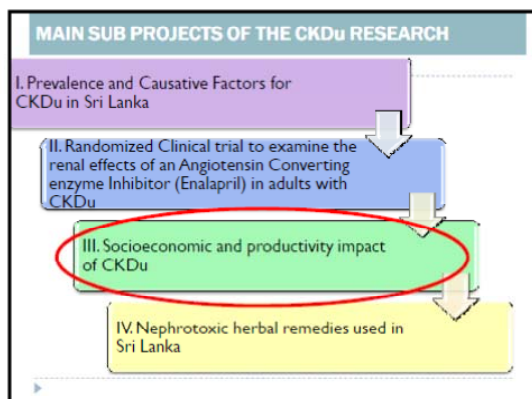 MAIN SUB PROJECTS OF THE CKDu RESEARCH
I. Prevalence and Causative Factors for
CKDu in Sri Lanka
II. Randomized Clinical trial to examine the
renal effects of an Angiotensin Converting
enzyme Inhibitor (Enalapril) in adults with
CKDu
III. Socioeconomic and productivity impact
of CKDu
IV. Nephrotoxic herbal remedies used in
Sri Lanka